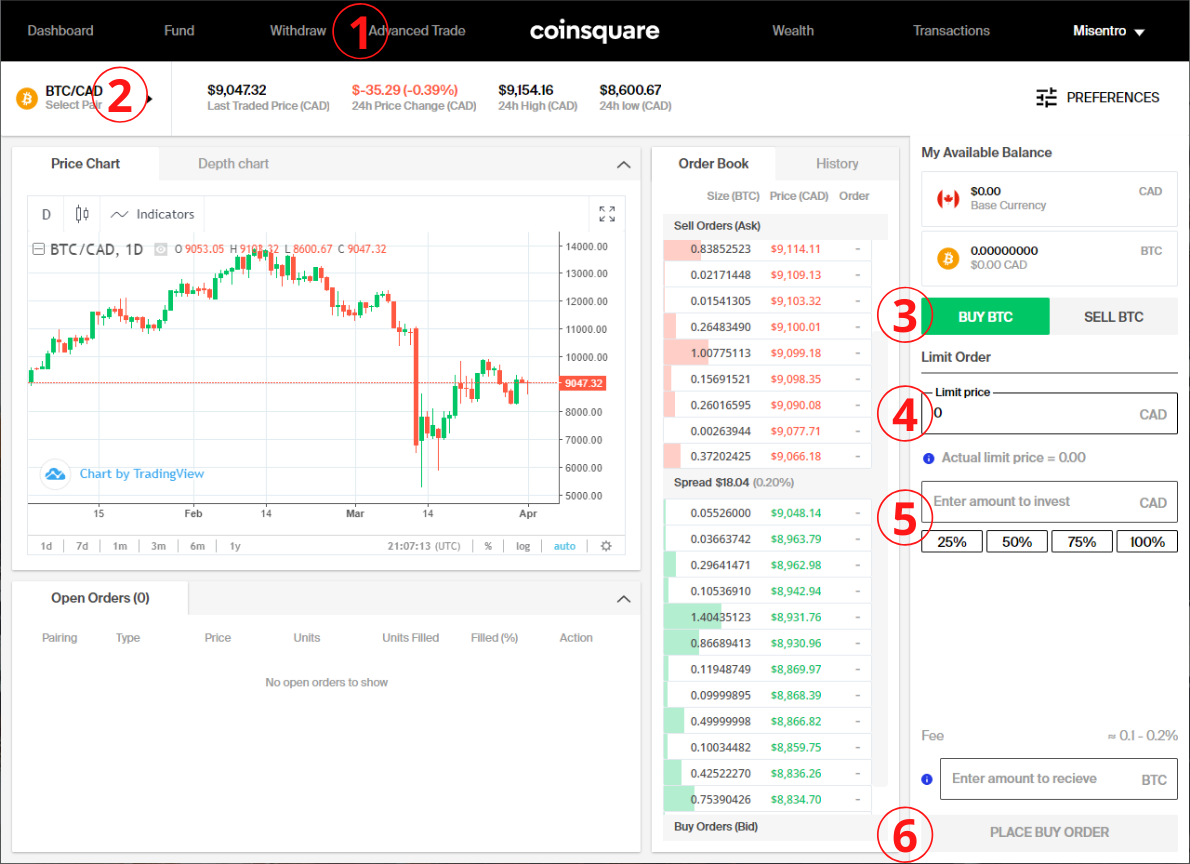 Dashboard Fund Withdraw 1 Advanced Trade coinsquare Wealth Transactions Misentro
BTC/CAD
Select Pair
2
$9,047.32
Last Traded Price (CAD)
$-35.29 (-0.39%)
24h Price Change (CAD)
$9,154.16
24h High (CAD)
$8,600.67
24h low (CAD)
PREFERENCES
Price Chart Depth chart
D Indicators
BTC/CAD, 1D O 9053.05 H 9103.32 L 8600.67 C 9047.32
14000.00
13000.00
12000.00
11000.00
10000.00
9047.32
8000.00
7000.00
6000.00
5000.00
Chart by TradingView
15 Feb 14 Mar 14 Apr
1d 7d 1m 3m 6m 1y 21:07:13 (UTC) % log auto
Open Orders (0)
Pairing Type Price Units Units Filled Filled (%) Action
No open orders to show
Order Book History
Size (BTC) Price (CAD) Order
Sell Orders (Ask)
0.83852523 $9,114.11 -
0.02171448 $9,109.13 -
0.01541305 $9,103.32 -
0.26483490 $9,100.01 -
1.00775113 $9,099.18 -
0.15691521 $9,098.35 -
0.26016595 $9,090.08 -
0.00263944 $9,077.71 -
0.37202425 $9,066.18 -
Spread $18.04 (0.20%)
0.05526000 $9,048.14 -
0.03663742 $8,963.79 -
0.29641471 $8,962.98 -
0.10536910 $8,942.94 -
1.40435123 $8,931.76 -
0.86689413 $8,930.96 -
0.11948749 $8,869.97 -
0.09999895 $8,868.39 -
0.49999998 $8,866.82 -
0.10034482 $8,859.75 -
0.42522270 $8,836.26 -
0.75390426 $8,834.70 -
Buy Orders (Bid)
My Available Balance
$0.00 CAD
Base Currency
0.00000000 BTC
$0.00 CAD
3 BUY BTC SELL BTC
Limit Order
Limit price
4 0 CAD
Actual limit price = 0.00
5 Enter amount to invest CAD
25% 50% 75% 100%
Fee ≈ 0.1 - 0.2%
Enter amount to recieve BTC
6 PLACE BUY ORDER